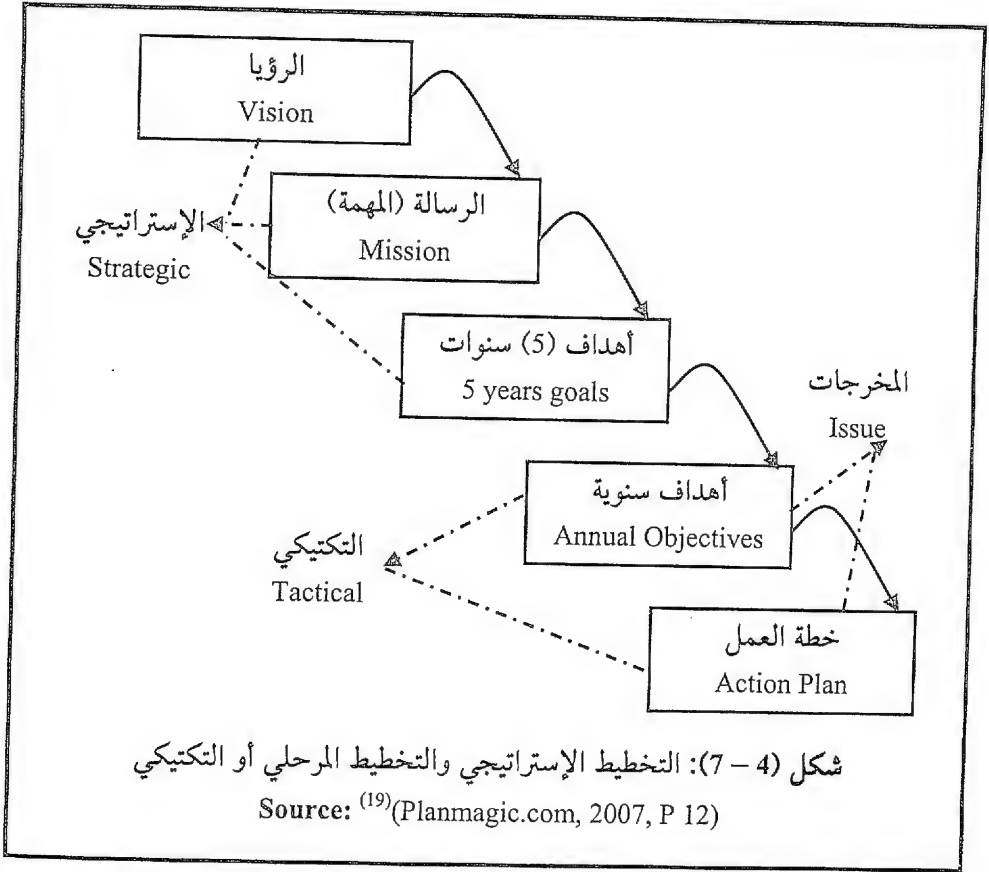 الرؤيا
Vision
الرسالة (المهمة)
Mission
الإستراتيجي
Strategic
أهداف (5) سنوات
5 years goals
المخرجات
Issue
أهداف سنوية
Annual Objectives
التكتيكي
Tactical
خطة العمل
Action Plan
شكل (4 – 7): التخطيط الإستراتيجي والتخطيط المرحلي أو التكتيكي
Source: (19)(Planmagic.com, 2007, P 12)